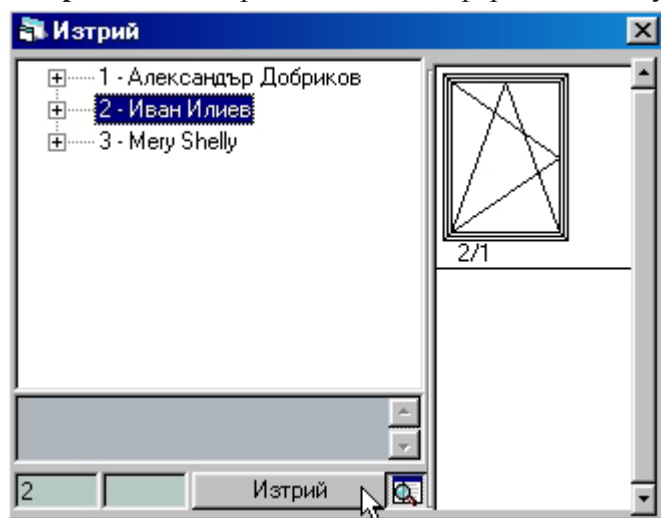 Изтрий
1 - Александър Добриков
2 - Иван Илиев
3 - Mery Shelly
2/1
2
Изтрий